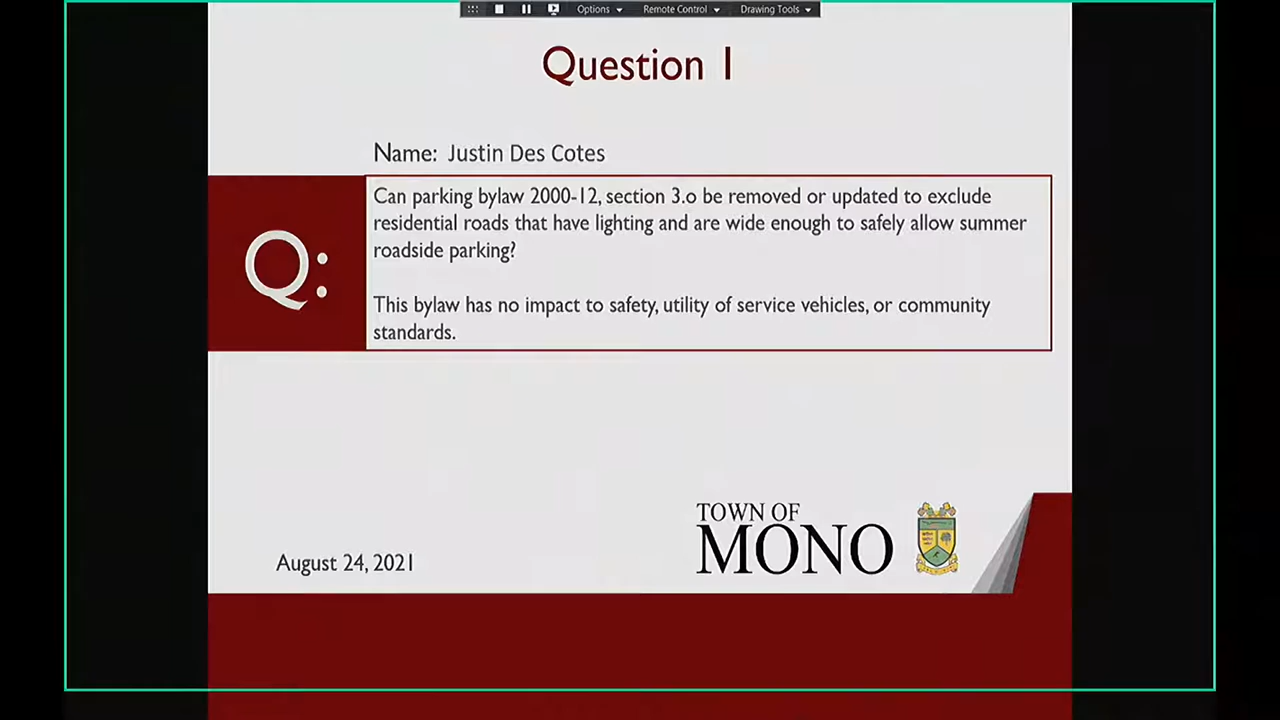 Options Remote Control Drawing Tools
Question 1
Name: Justin Des Cotes
Q:
Can parking bylaw 2000-12, section 3.o be removed or updated to exclude
residential roads that have lighting and are wide enough to safely allow summer
roadside parking?
This bylaw has no impact to safety, utility of service vehicles, or community
standards.
TOWN OF
MONO
August 24, 2021